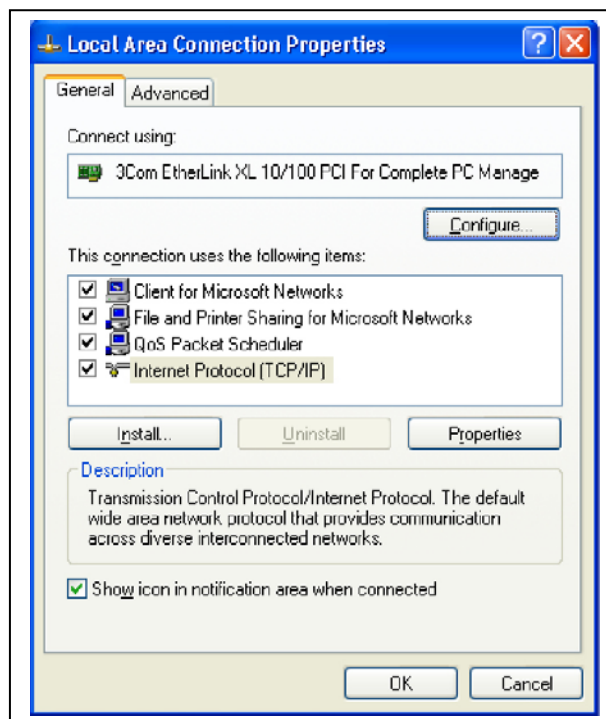 Local Area Connection Properties
General
Advanced
Connect using:
3Com EtherLink XL 10/100 PCI For Complete PC Manage
Configure...
This connection uses the following items:
Client for Microsoft Networks
File and Printer Sharing for Microsoft Networks
QoS Packet Scheduler
Internet Protocol (TCP/IP)
Install...
Uninstall
Properties
Description
Transmission Control Protocol/Internet Protocol. The default
wide area network protocol that provides communication
across diverse interconnected networks.
Show icon in notification area when connected
OK
Cancel